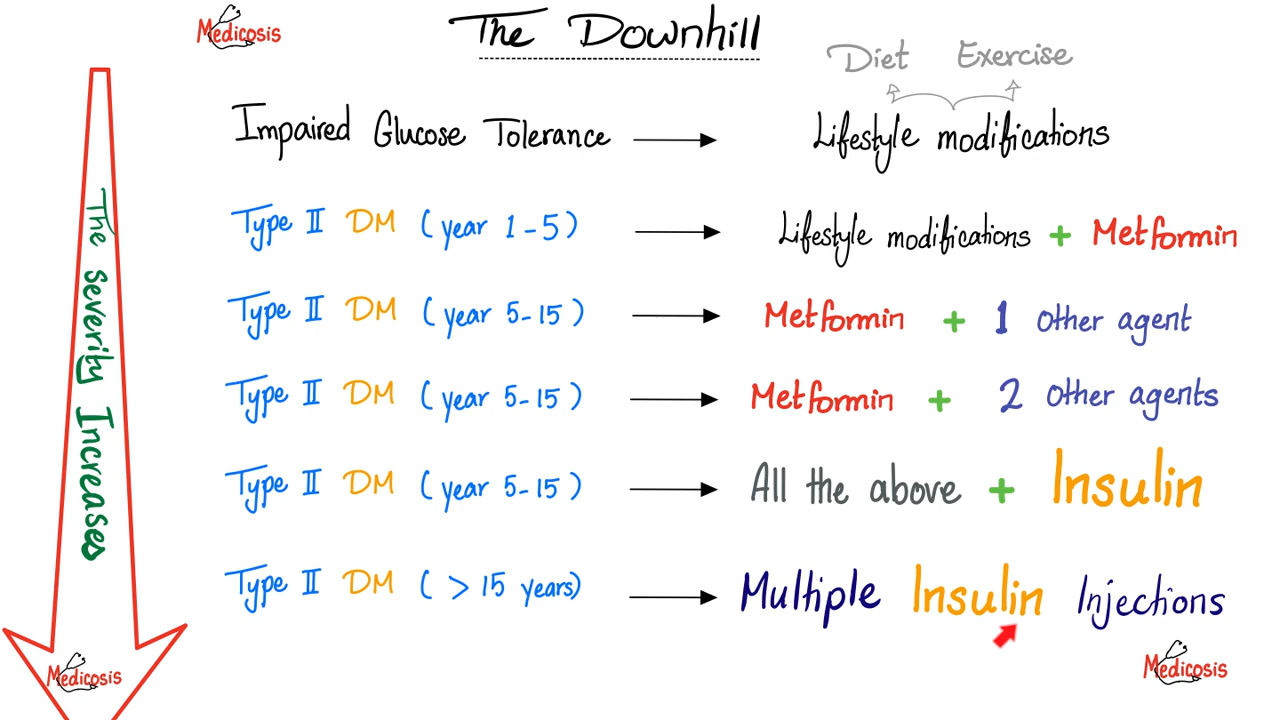 Medicosis
The Downhill
Diet Exercise
Impaired Glucose Tolerance → Lifestyle modifications
Type II DM (year 1-5) → Lifestyle modifications + Metformin
Type II DM (year 5-15) → Metformin + 1 other agent
Type II DM (year 5-15) → Metformin + 2 other agents
Type II DM (year 5-15) → All the above + Insulin
Type II DM (> 15 years) → Multiple Insulin Injections
The severity Increases
Medicosis
Medicosis